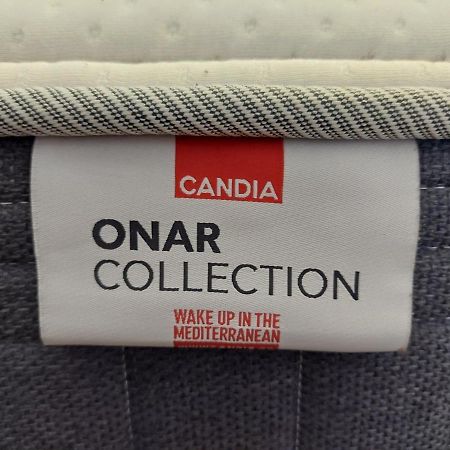 CANDIA
ONAR
COLLECTION
WAKE UP IN THE
MEDITERRANEAN